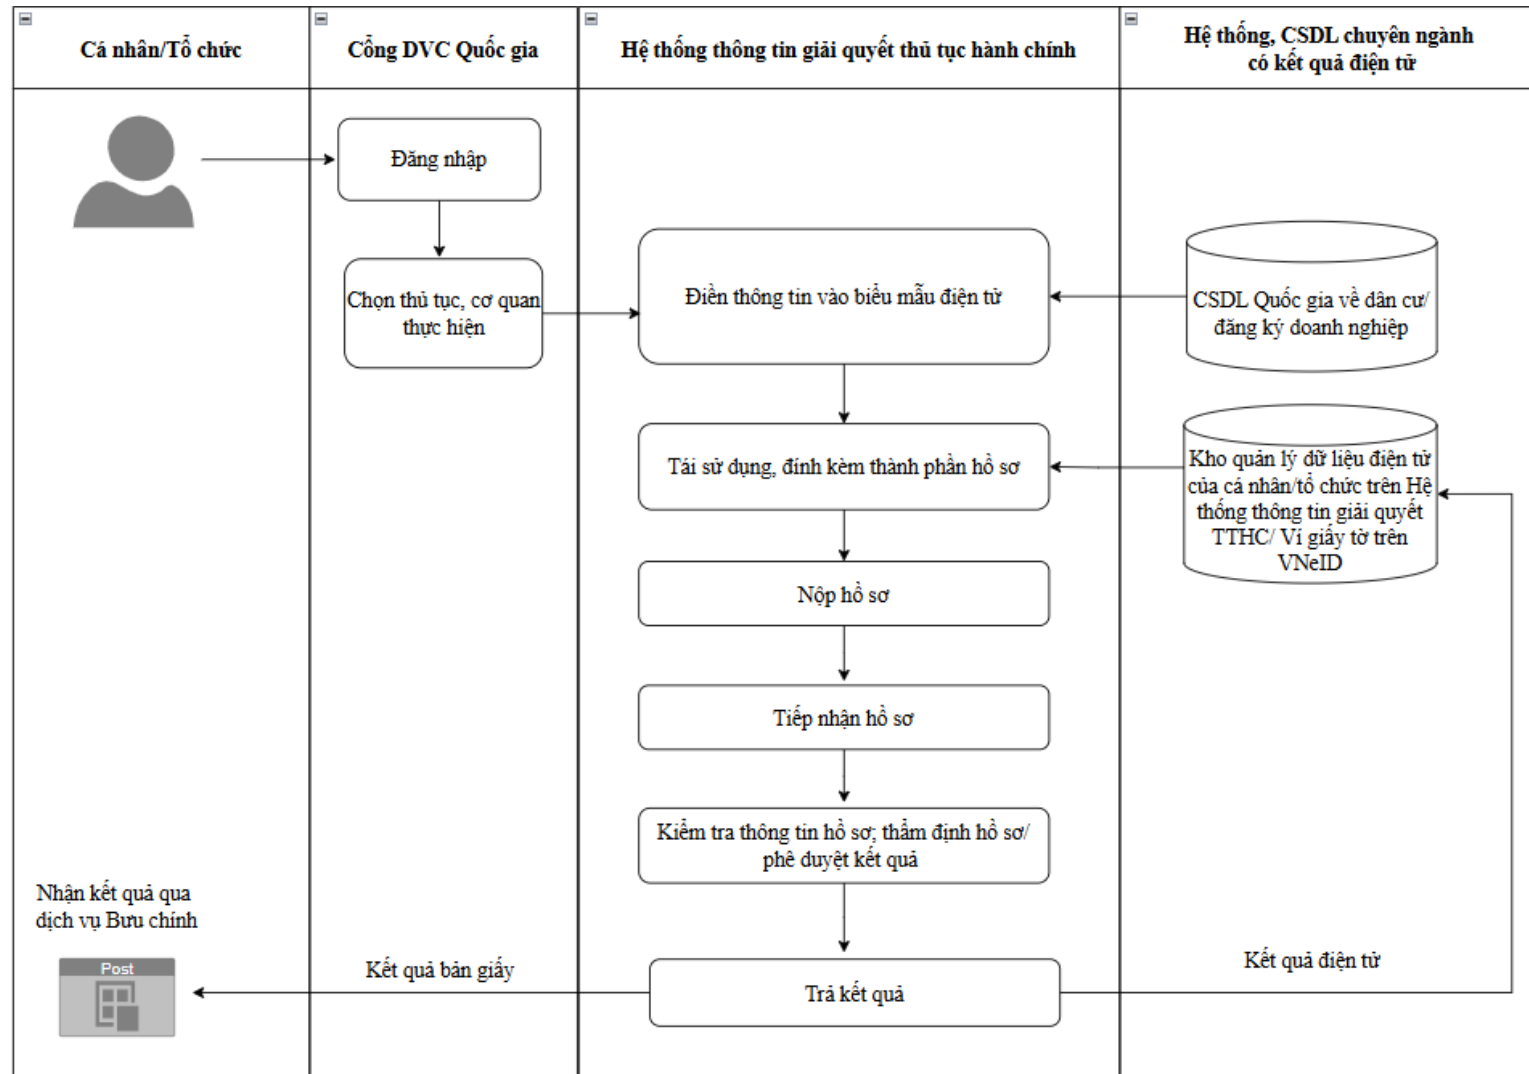 Cá nhân/Tổ chức
Cổng DVC Quốc gia
Hệ thống thông tin giải quyết thủ tục hành chính
Hệ thống, CSDL chuyên ngành
có kết quả điện tử
Đăng nhập
Chọn thủ tục, cơ quan
thực hiện
Điền thông tin vào biểu mẫu điện tử
CSDL Quốc gia về dân cư/
đăng ký doanh nghiệp
Tái sử dụng, đính kèm thành phần hồ sơ
Kho quản lý dữ liệu điện tử
của cá nhân/tổ chức trên Hệ
thống thông tin giải quyết
TTHC/ Ví giấy tờ trên
VNeID
Nộp hồ sơ
Tiếp nhận hồ sơ
Kiểm tra thông tin hồ sơ; thẩm định hồ sơ/
phê duyệt kết quả
Nhận kết quả qua
dịch vụ Bưu chính
Post
Kết quả bản giấy
Trả kết quả
Kết quả điện tử